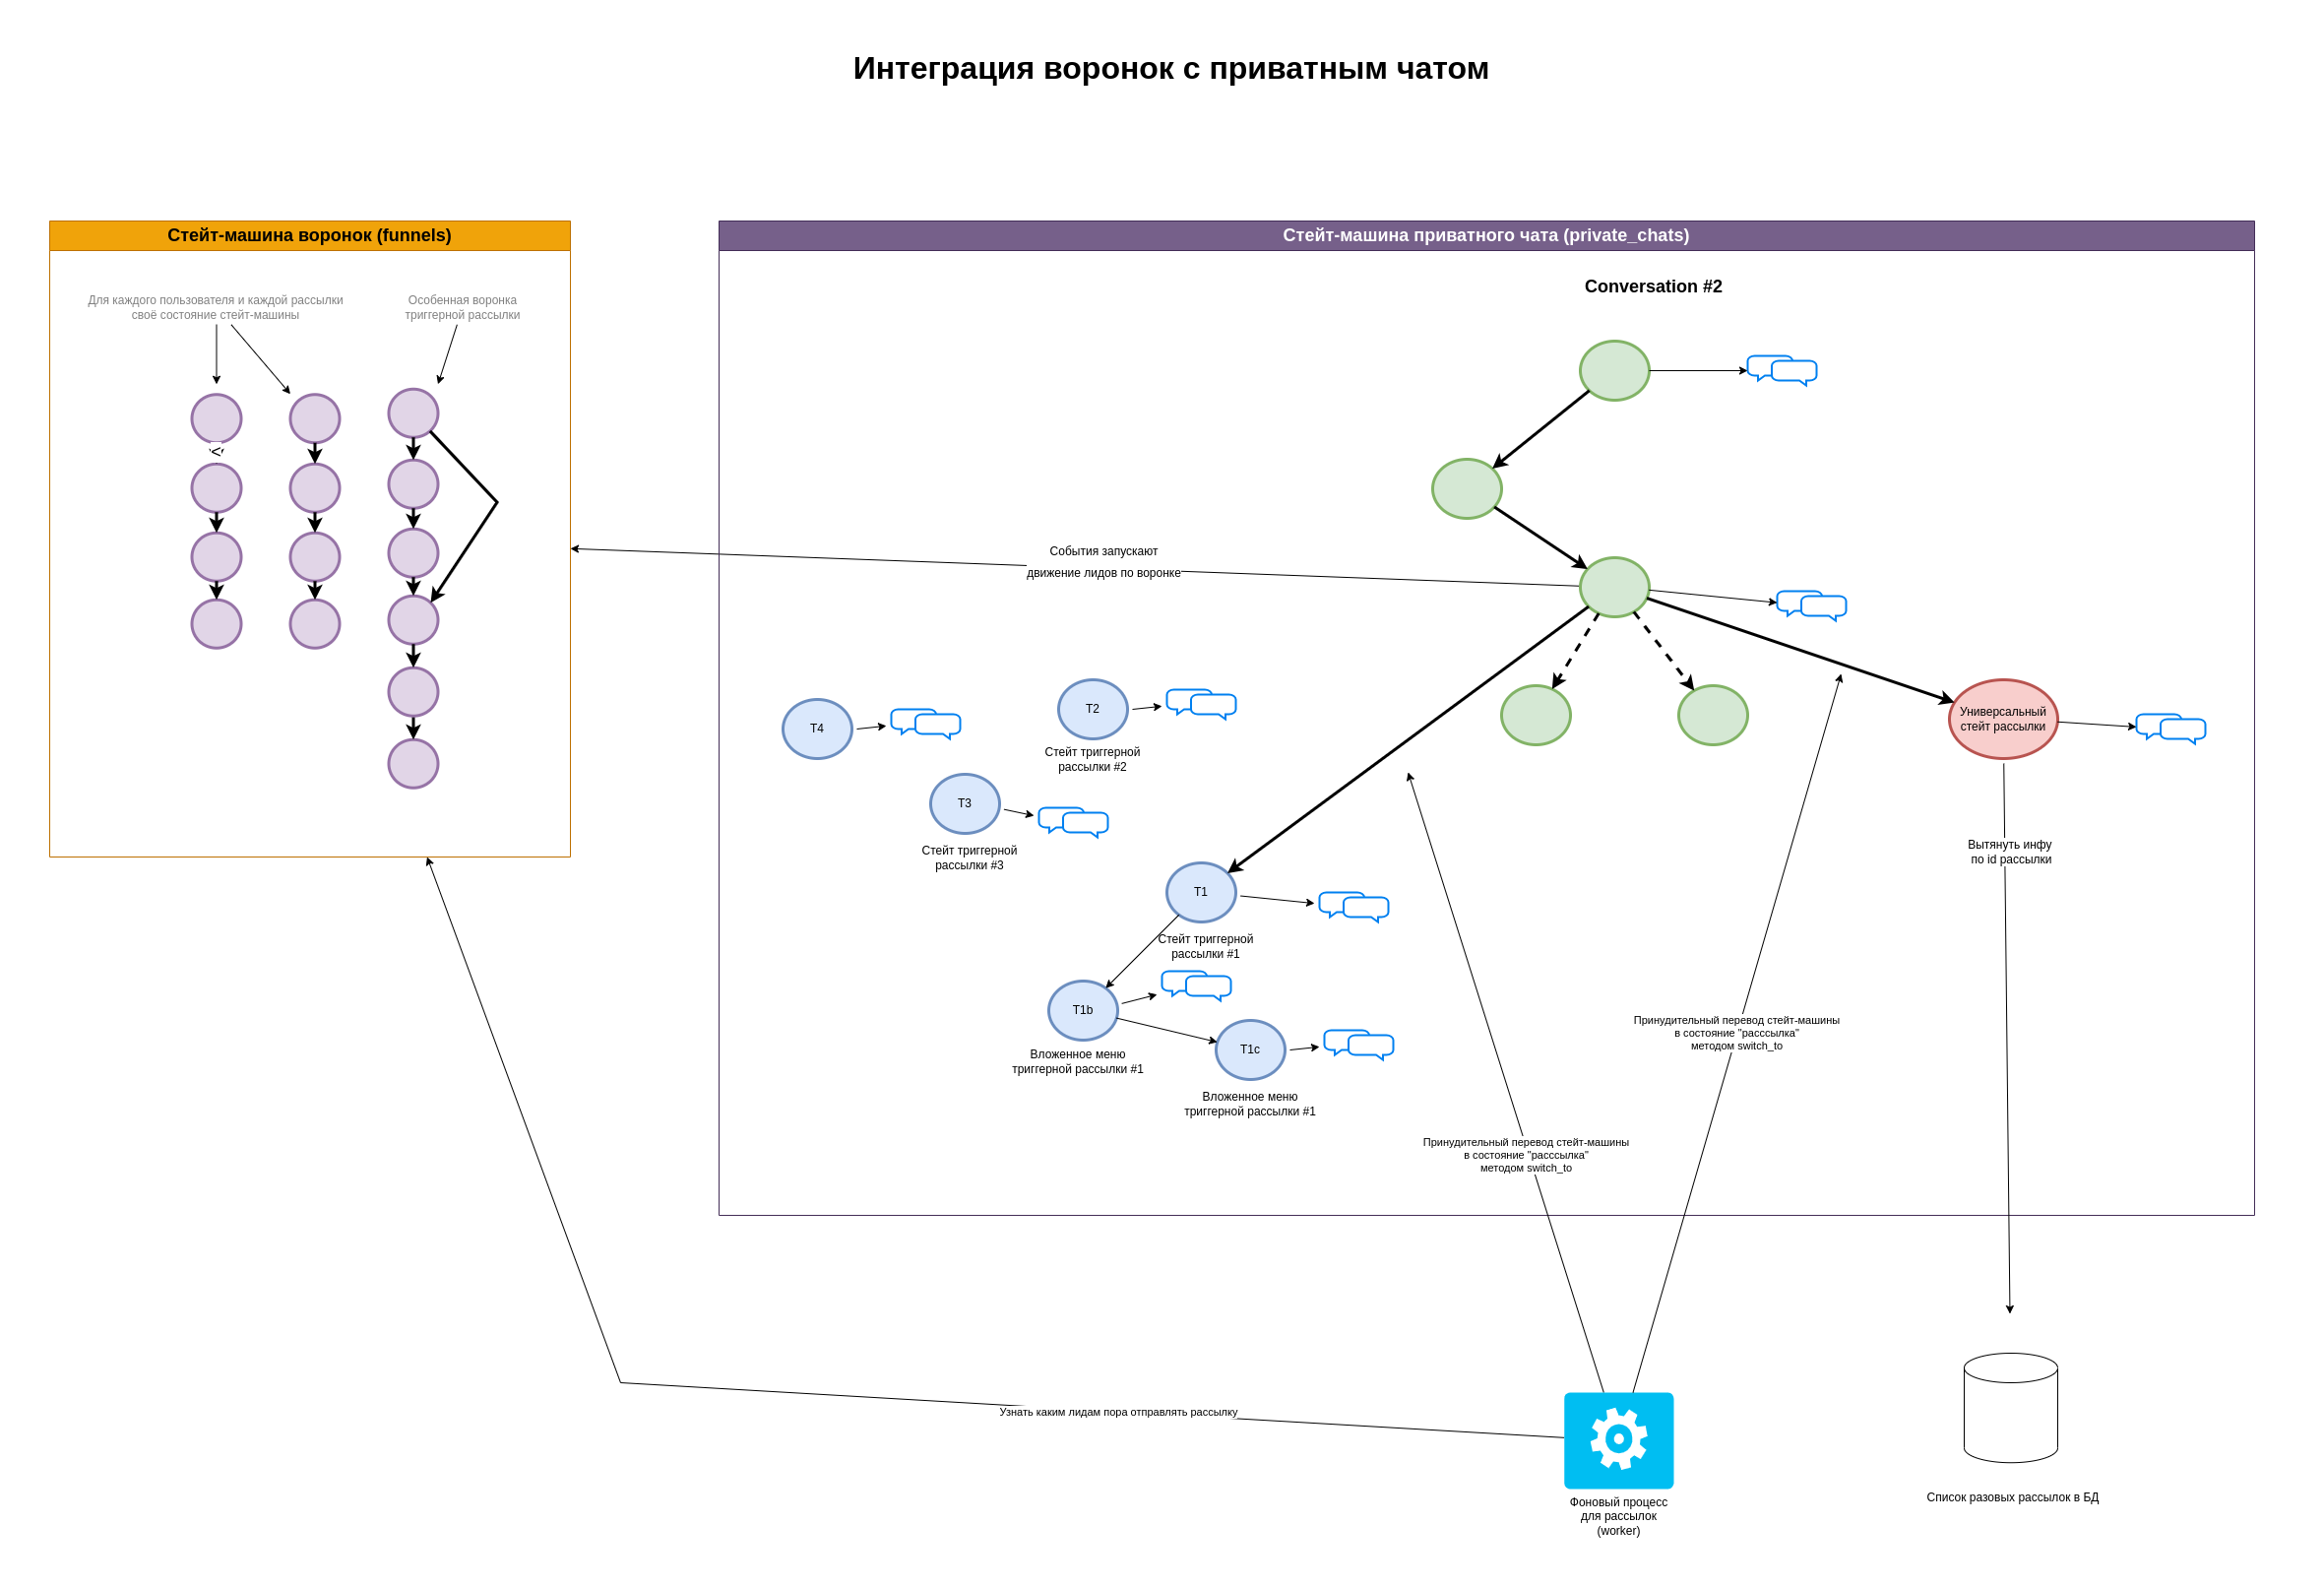 Интеграция воронок с приватным чатом
Стейт-машина воронок (funnels)
Для каждого пользователя и каждой рассылки
своё состояние стейт-машины
Особенная воронка
триггерной рассылки
Стейт-машина приватного чата (private_chats)
Conversation #2
События запускают
движение лидов по воронке
T4
T2
Стейт триггерной
рассылки #2
T3
Стейт триггерной
рассылки #3
Универсальный
стейт рассылки
Вытянуть инфу
по id рассылки
T1
Стейт триггерной
рассылки #1
T1b
Вложенное меню
триггерной рассылки #1
T1c
Вложенное меню
триггерной рассылки #1
Принудительный перевод стейт-машины
в состояние "расссылка"
методом switch_to
Принудительный перевод стейт-машины
в состояние "расссылка"
методом switch_to
Узнать каким лидам пора отправлять рассылку
Фоновый процесс
для рассылок
(worker)
Список разовых рассылок в БД